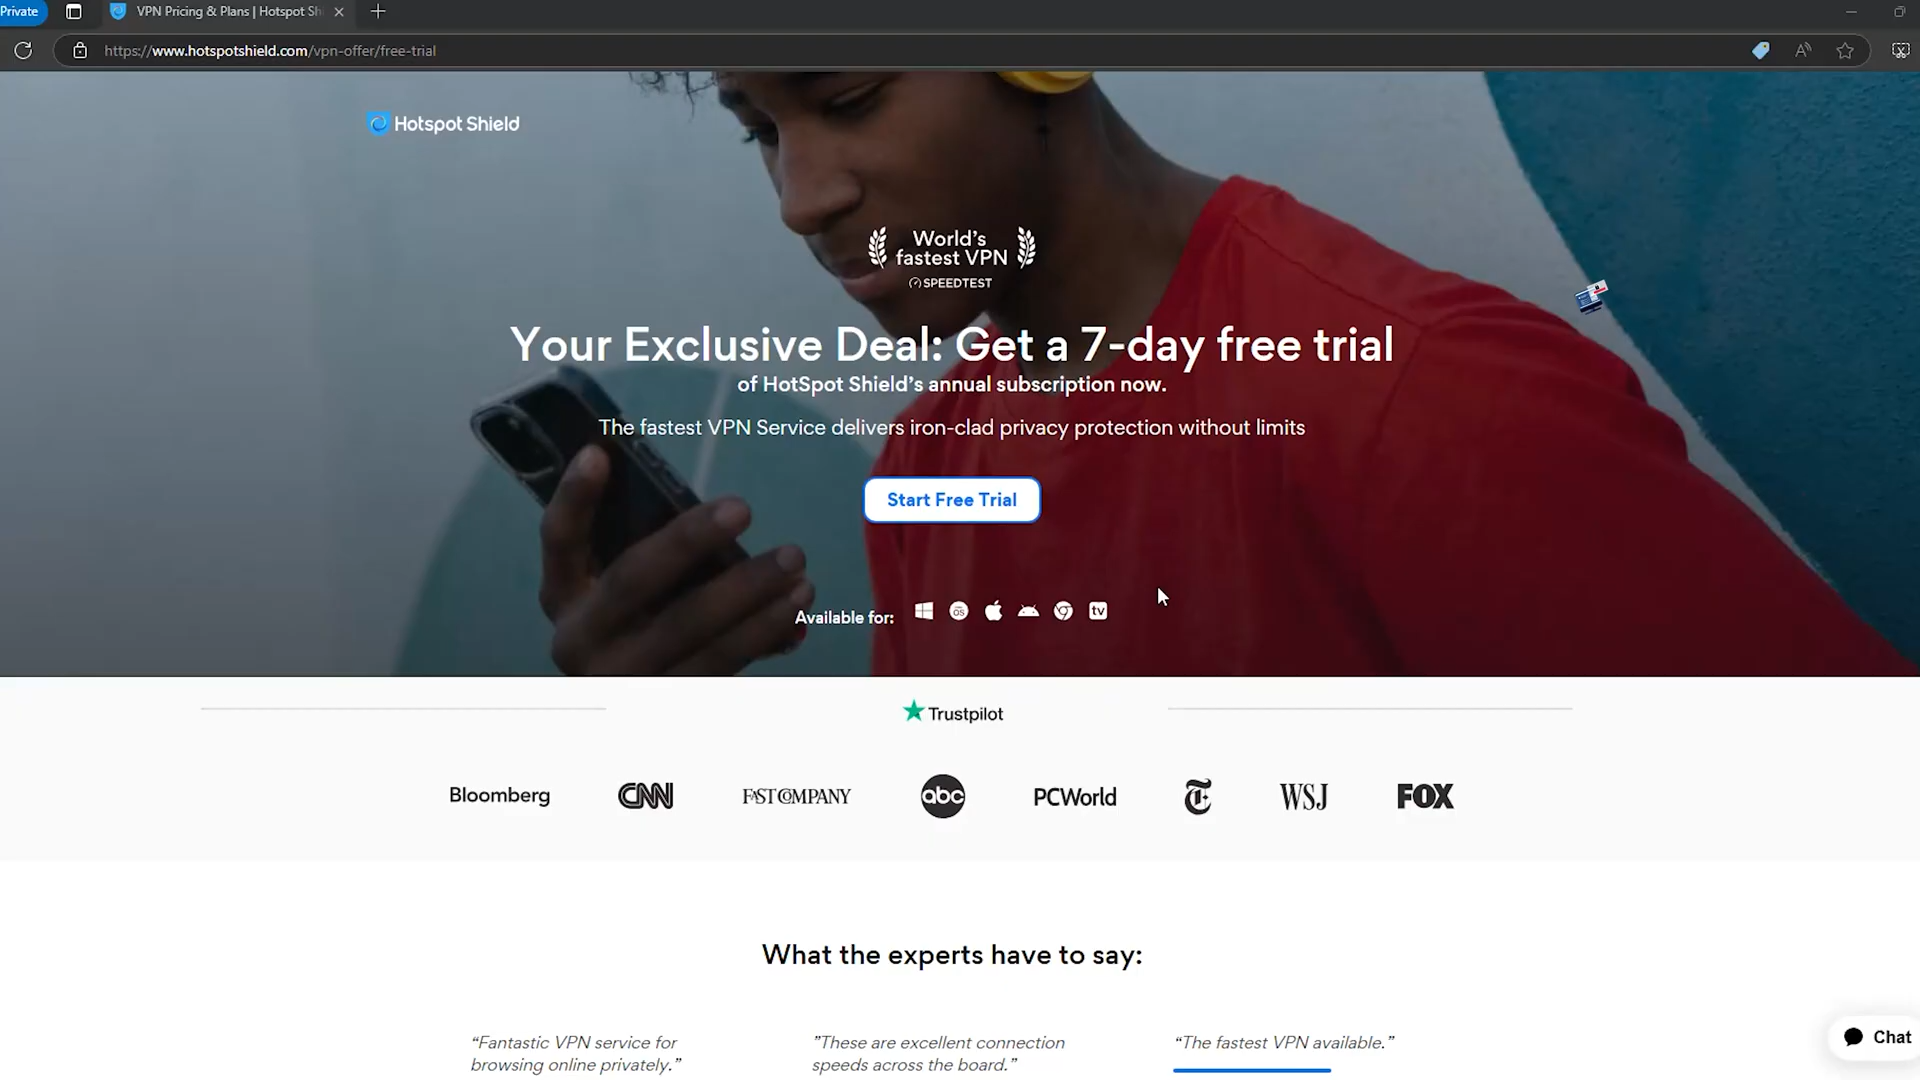 Private
VPN Pricing & Plans | Hotspot Shi
https://www.hotspotshield.com/vpn-offer/free-trial
Hotspot Shield
World's
fastest VPN
SPEEDTEST
Your Exclusive Deal: Get a 7-day free trial
of HotSpot Shield's annual subscription now.
The fastest VPN Service delivers iron-clad privacy protection without limits
Start Free Trial
Available for:
tv
Trustpilot
Bloomberg
CNN
FAST COMPANY
abc
PCWorld
T
WSJ
FOX
What the experts have to say:
“Fantastic VPN service for
browsing online privately.”
"These are excellent connection
speeds across the board.”
“The fastest VPN available.”
Chat